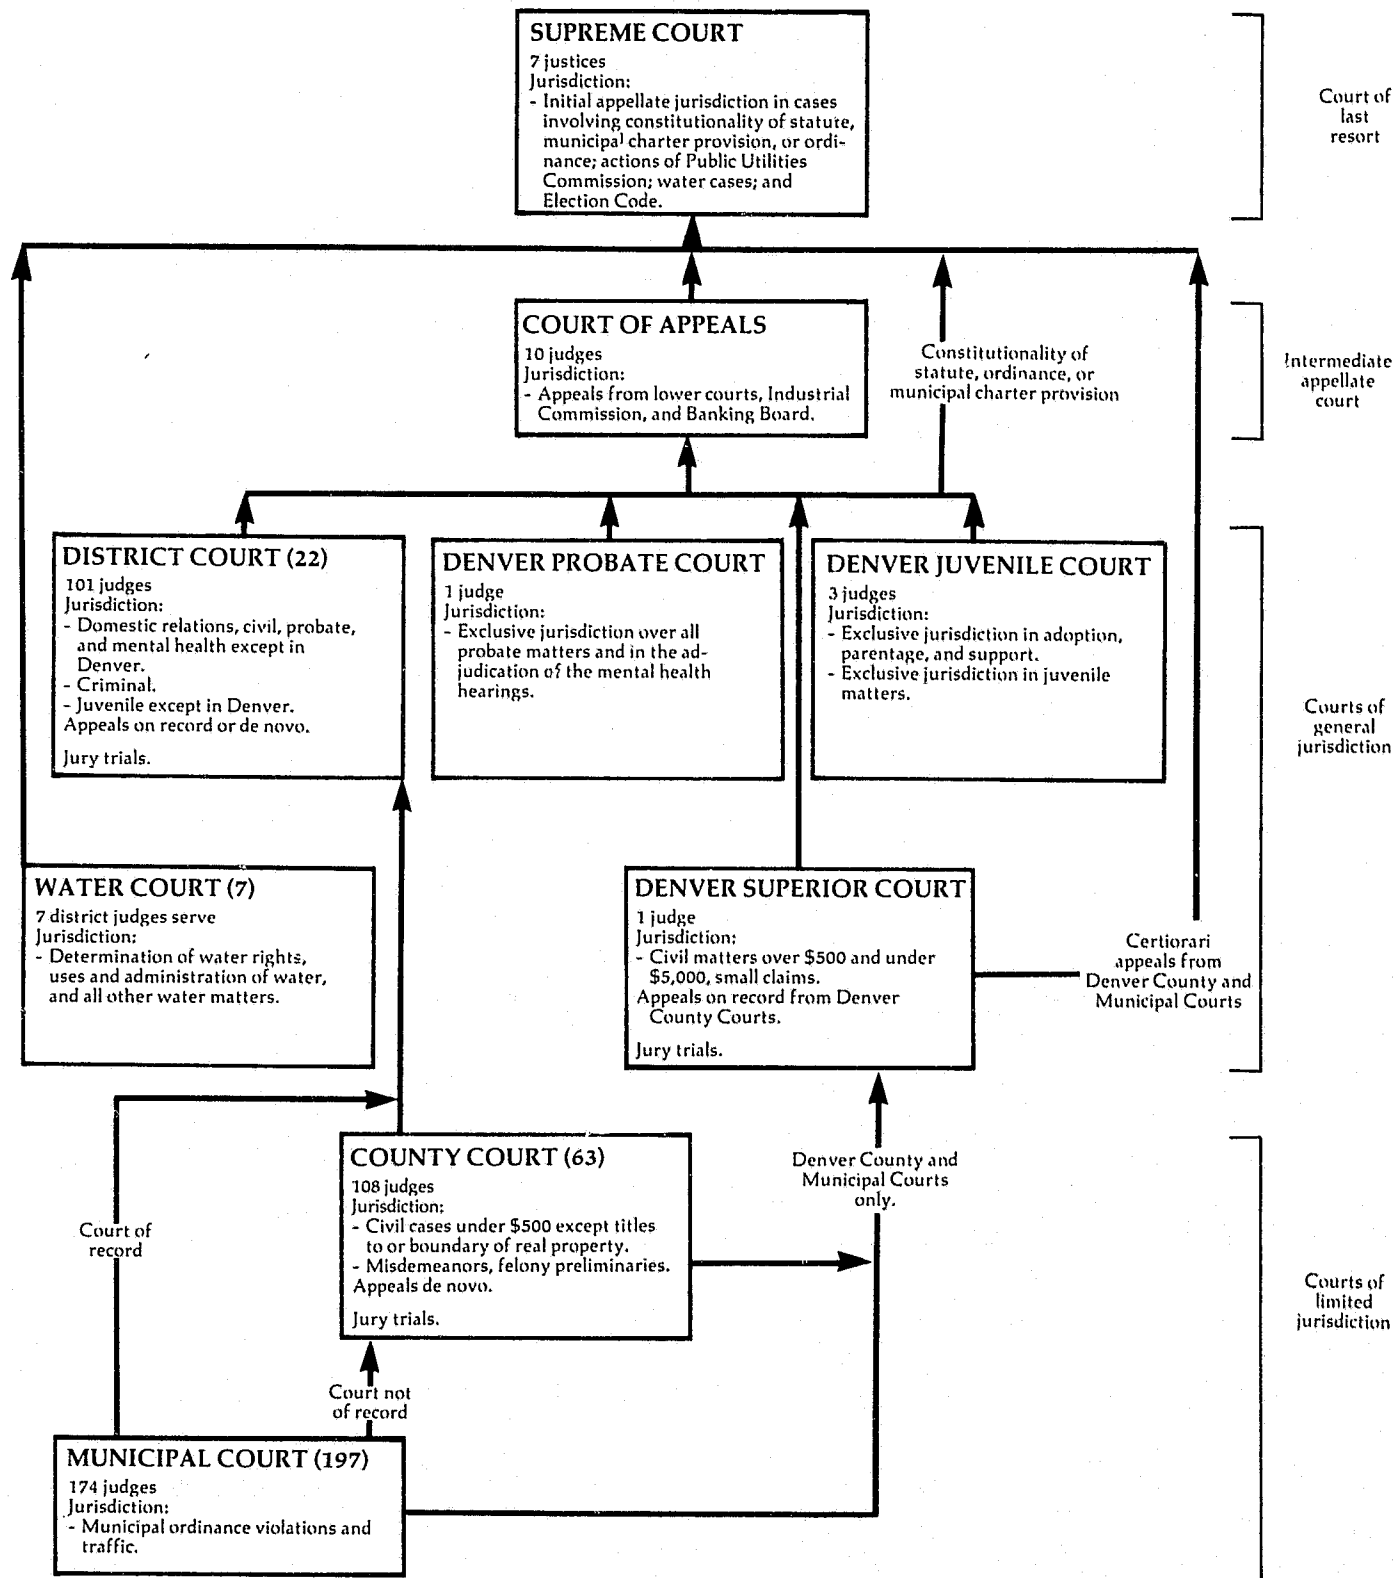 SUPREME COURT
7 justices
Jurisdiction:
- Initial appellate jurisdiction in cases
involving constitutionality of statute,
municipal charter provision, or ordi-
nance; actions of Public Utilities
Commission; water cases; and
Election Code.
Court of
last
resort
COURT OF APPEALS
10 judges
Jurisdiction:
- Appeals from lower courts, Industrial
Commission, and Banking Board.
Constitutionality of
statute, ordinance, or
municipal charter provision
Intermediate
appellate
court
DISTRICT COURT (22)
101 judges
Jurisdiction:
- Domestic relations, civil, probate,
and mental health except in
Denver.
- Criminal.
- Juvenile except in Denver.
Appeals on record or de novo.
Jury trials.
DENVER PROBATE COURT
1 judge
Jurisdiction:
- Exclusive jurisdiction over all
probate matters and in the ad-
judication of the mental health
hearings.
DENVER JUVENILE COURT
3 judges
Jurisdiction:
- Exclusive jurisdiction in adoption,
parentage, and support.
- Exclusive jurisdiction in juvenile
matters.
Courts of
general
jurisdiction
WATER COURT (7)
7 district judges serve
Jurisdiction:
- Determination of water rights,
uses and administration of water,
and all other water matters.
DENVER SUPERIOR COURT
1 judge
Jurisdiction:
- Civil matters over $500 and under
$5,000, small claims.
Appeals on record from Denver
County Courts.
Jury trials.
Certiorari
appeals from
Denver County and
Municipal Courts
COUNTY COURT (63)
108 judges
Jurisdiction:
- Civil cases under $500 except titles
to or boundary of real property.
- Misdemeanors, felony preliminaries.
Appeals de novo.
Jury trials.
Denver County and
Municipal Courts
only.
Court of
record
Courts of
limited
jurisdiction
Court not
of record
MUNICIPAL COURT (197)
174 judges
Jurisdiction:
- Municipal ordinance violations and
traffic.